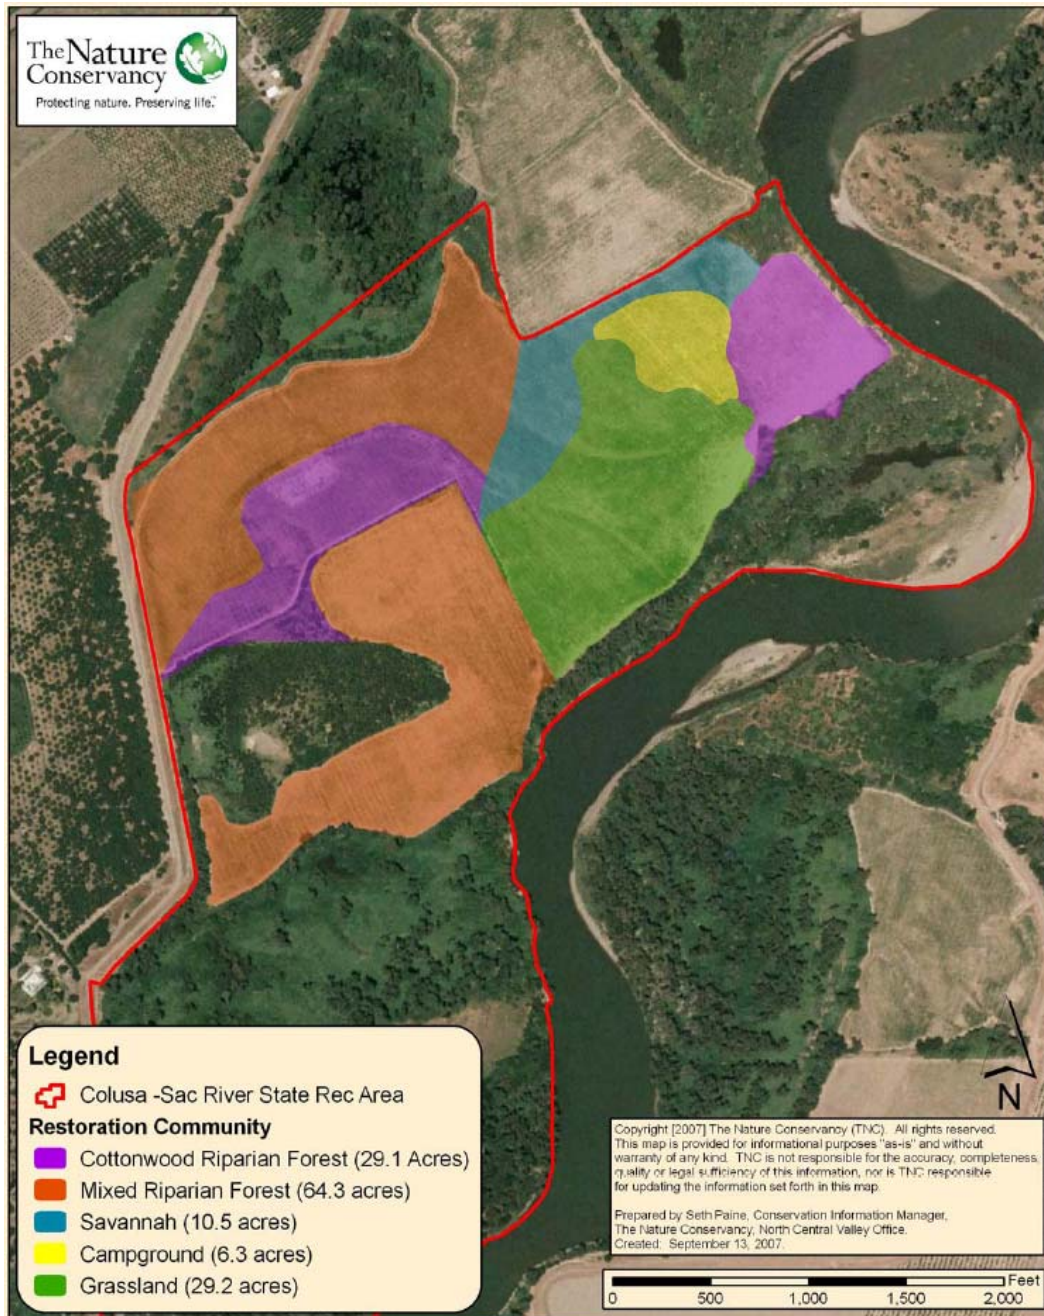 The Nature
Conservancy
Protecting nature. Preserving life.™
Legend
Colusa -Sac River State Rec Area
Restoration Community
Cottonwood Riparian Forest (29.1 Acres)
Mixed Riparian Forest (64.3 acres)
Savannah (10.5 acres)
Campground (6.3 acres)
Grassland (29.2 acres)
N
Copyright [2007] The Nature Conservancy (TNC). All rights reserved.
This map is provided for informational purposes "as-is" and without
warranty of any kind. TNC is not responsible for the accuracy, completeness,
quality or legal sufficiency of this information, nor is TNC responsible
for updating the information set forth in this map.
Prepared by Seth Paine, Conservation Information Manager,
The Nature Conservancy, North Central Valley Office.
Created: September 13, 2007.
Feet
0 500 1,000 1,500 2,000